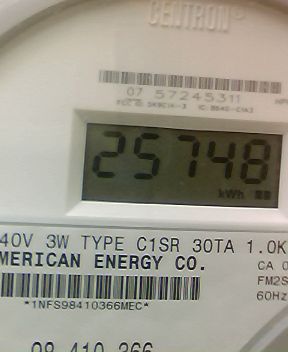 CENTRON
07 57245311
25748
kWh
40V 3W TYPE C1SR 30TA 1.0K
MERICAN ENERGY CO.
CA 0
FM2S
60Hz
*1NFS98410366MEC*
98 410 366